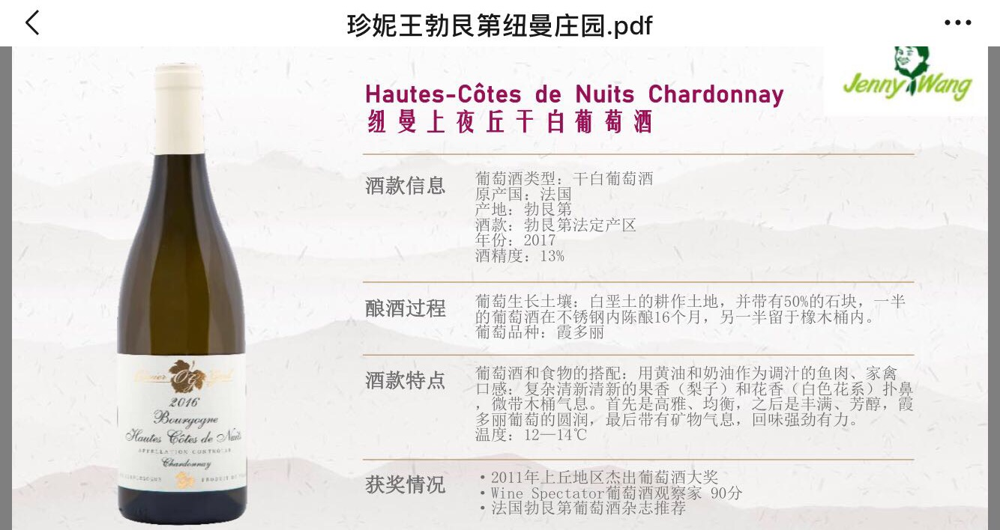 珍妮王勃艮第纽曼庄园.pdf
Jenny Wang
Hautes-Côtes de Nuits Chardonnay
纽曼上夜丘干白葡萄酒
酒款信息
葡萄酒类型：干白葡萄酒
原产国：法国
产地：勃艮第
酒款：勃艮第法定产区
年份：2017
酒精度：13%
酿酒过程
葡萄生长土壤：白垩土的耕作土地，并带有50%的石块，一半
的葡萄酒在不锈钢内陈酿16个月，另一半留于橡木桶内。
葡萄品种：霞多丽
酒款特点
葡萄酒和食物的搭配：用黄油和奶油作为调汁的鱼肉、家禽
口感：复杂清新清新的果香（梨子）和花香（白色花系）扑鼻
，微带木桶气息。首先是高雅、均衡，之后是丰满、芳醇，霞
多丽葡萄的圆润，最后带有矿物气息，回味强劲有力。
温度：12—14℃
获奖情况
• 2011年上丘地区杰出葡萄酒大奖
• Wine Spectator葡萄酒观察家 90分
• 法国勃艮第葡萄酒杂志推荐
2016
Bourgogne
Hautes Côtes de Nuits
APPELLATION CONTRÔLÉE
Chardonnay